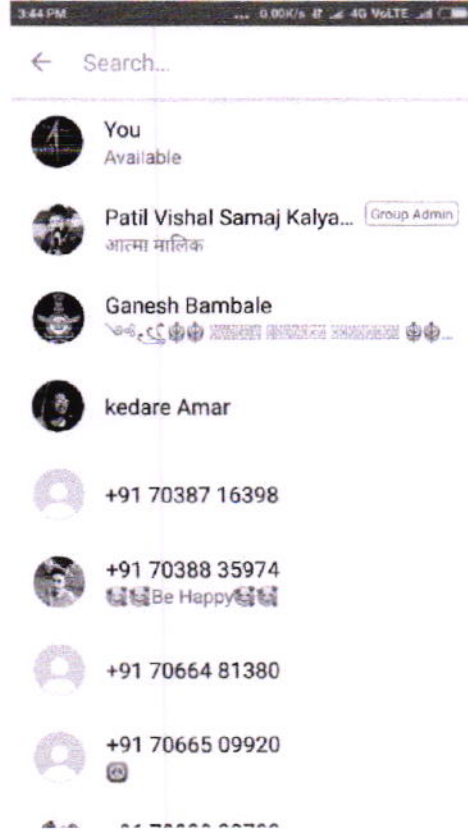 3:44 PM ... 0.00K/s 4G VoLTE
Search...
You
Available
Patil Vishal Samaj Kalya... Group Admin
आत्मा मालिक
Ganesh Bambale
kedare Amar
+91 70387 16398
+91 70388 35974
Be Happy
+91 70664 81380
+91 70665 09920